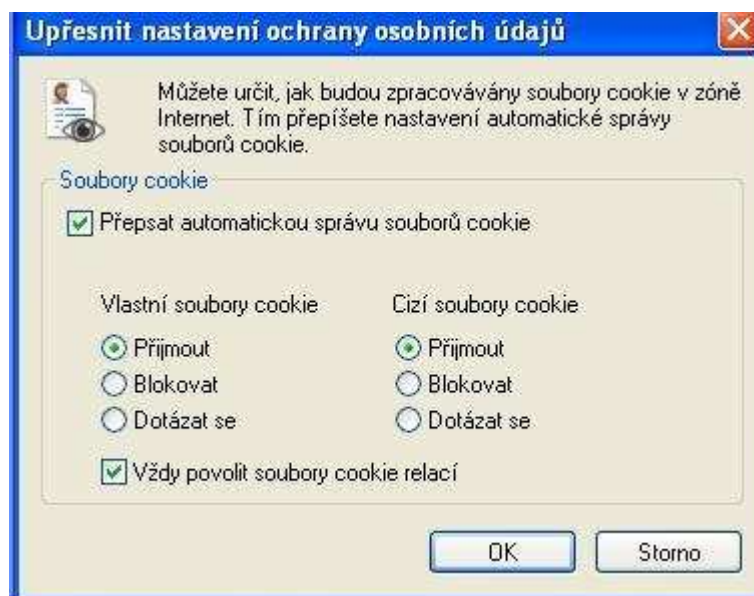 Upřesnit nastavení ochrany osobních údajů
Můžete určit, jak budou zpracovávány soubory cookie v zóně
Internet. Tím přepíšete nastavení automatické správy
souborů cookie.
Soubory cookie
Přepsat automatickou správu souborů cookie
Vlastní soubory cookie
Cizí soubory cookie
Přijmout
Přijmout
Blokovat
Blokovat
Dotázat se
Dotázat se
Vždy povolit soubory cookie relací
OK
Storno